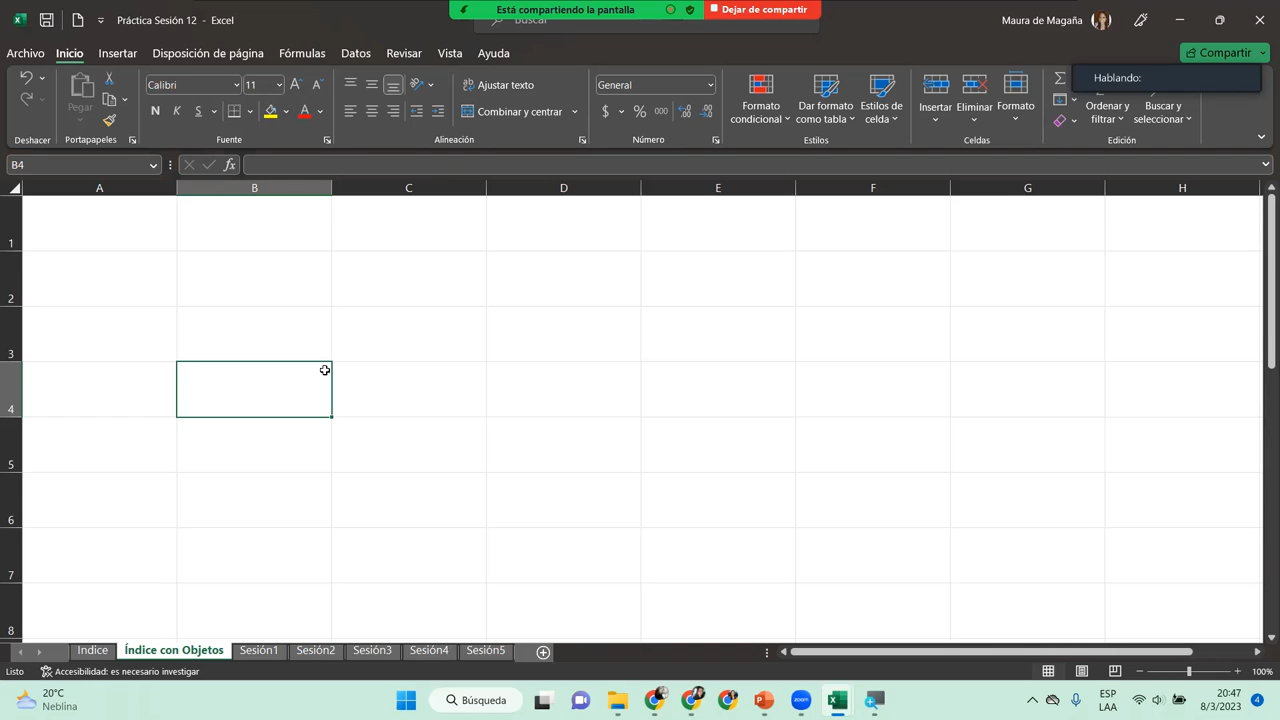 Práctica Sesión 12 - Excel
Está compartiendo la pantalla
Dejar de compartir
Buscar
Maura de Magaña
Archivo Inicio Insertar Disposición de página Fórmulas Datos Revisar Vista Ayuda
Compartir
Hablando:
Pegar
Calibri 11
N K S
Ajustar texto
Combinar y centrar
General
$ % 000
Formato condicional
Dar formato como tabla
Estilos de celda
Insertar Eliminar Formato
Ordenar y filtrar
Buscar y seleccionar
Deshacer Portapapeles Fuente Alineación Número Estilos Celdas Edición
B4
fx
A B C D E F G H
1
2
3
4
5
6
7
8
Indice Índice con Objetos Sesión1 Sesión2 Sesión3 Sesión4 Sesión5
Listo Accesibilidad: es necesario investigar 100%
20°C
Neblina
Búsqueda
ESP
LAA
20:47
8/3/2023
4